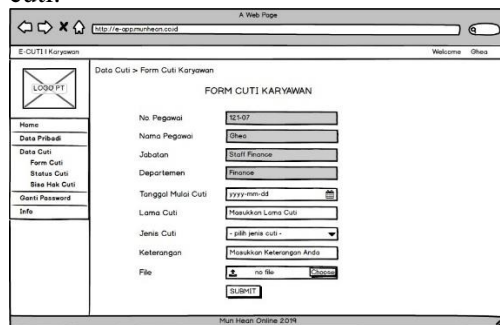 cuti.
A Web Page
http://e-app.munhean.co.id
E-CUTI | Karyawan
Welcome Ghea
LOGO PT
Data Cuti > Form Cuti Karyawan
FORM CUTI KARYAWAN
Home
Data Pribadi
Data Cuti
Form Cuti
Status Cuti
Sisa Hak Cuti
Ganti Password
Info
No. Pegawai 121-07
Nama Pegawai Ghea
Jabatan Staff Finance
Departemen Finance
Tanggal Mulai Cuti yyyy-mm-dd
Lama Cuti Masukkan Lama Cuti
Jenis Cuti - pilih jenis cuti -
Keterangan Masukkan Keterangan Anda
File no file Choose
SUBMIT
Mun Hean Online 2019